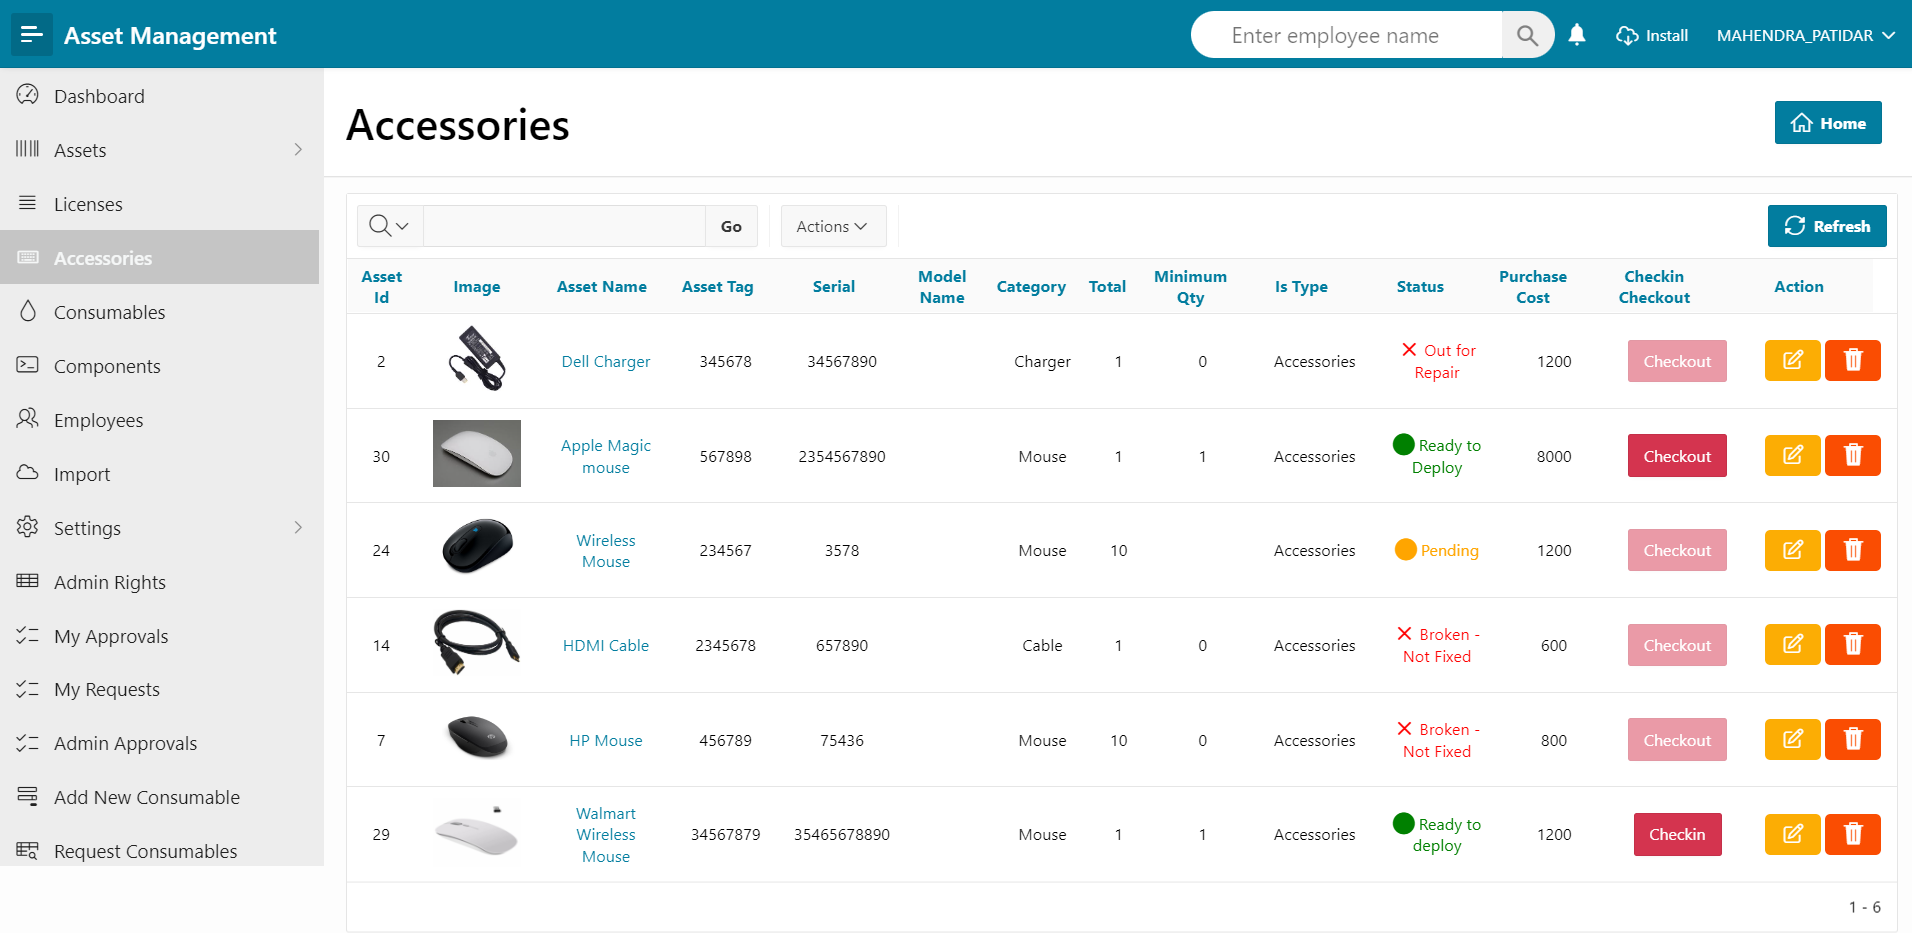 Asset Management
Enter employee name
Install
MAHENDRA_PATIDAR
Dashboard
Assets
Licenses
Accessories
Consumables
Components
Employees
Import
Settings
Admin Rights
My Approvals
My Requests
Admin Approvals
Add New Consumable
Request Consumables
Accessories
Home
Go
Actions
Refresh
Asset Id Image Asset Name Asset Tag Serial Model Name Category Total Minimum Qty Is Type Status Purchase Cost Checkin Checkout Action
2 Dell Charger 345678 34567890 Charger 1 0 Accessories Out for Repair 1200 Checkout
30 Apple Magic mouse 567898 2354567890 Mouse 1 1 Accessories Ready to Deploy 8000 Checkout
24 Wireless Mouse 234567 3578 Mouse 10 Accessories Pending 1200 Checkout
14 HDMI Cable 2345678 657890 Cable 1 0 Accessories Broken - Not Fixed 600 Checkout
7 HP Mouse 456789 75436 Mouse 10 0 Accessories Broken - Not Fixed 800 Checkout
29 Walmart Wireless Mouse 34567879 35465678890 Mouse 1 1 Accessories Ready to deploy 1200 Checkin
1 - 6